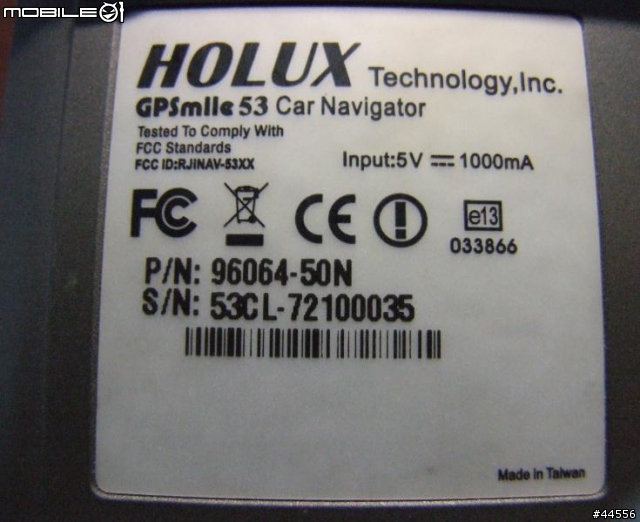 MOBILE01
HOLUX Technology,Inc.
GPSmile 53 Car Navigator
Tested To Comply With
FCC Standards
FCC ID:RJINAV-53XX
Input:5V 1000mA
FC CE e13
033866
P/N: 96064-50N
S/N: 53CL-72100035
Made in Taiwan
#44556